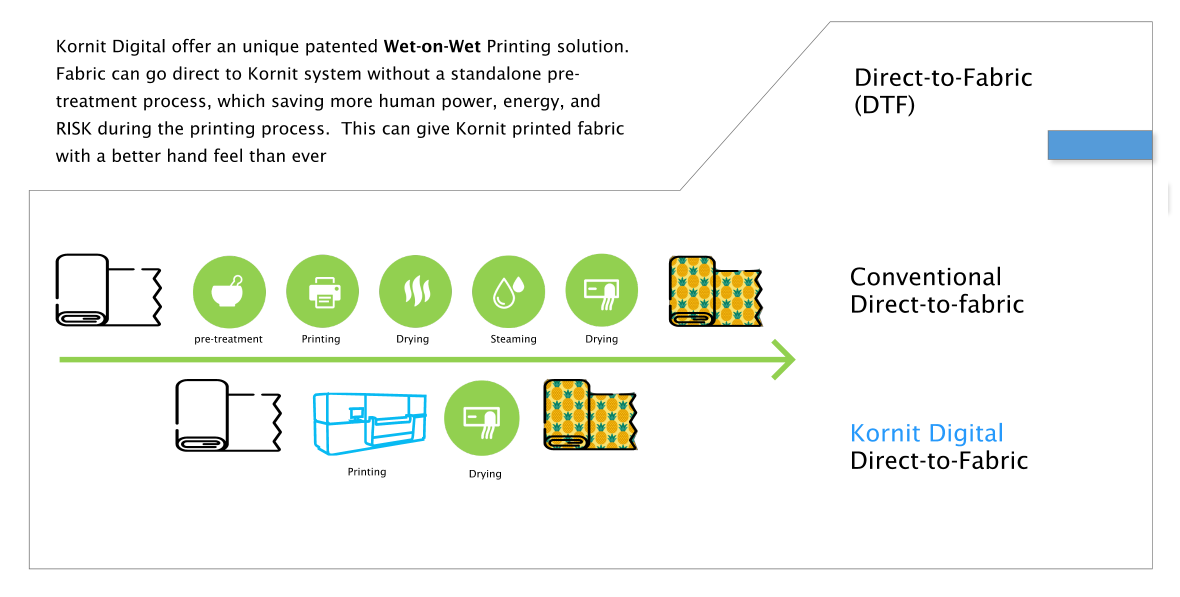 Kornit Digital offer an unique patented Wet-on-Wet Printing solution.
Fabric can go direct to Kornit system without a standalone pre-
treatment process, which saving more human power, energy, and
RISK during the printing process.  This can give Kornit printed fabric
with a better hand feel than ever
Direct-to-Fabric
(DTF)
Conventional
Direct-to-fabric
pre-treatment
Printing
Drying
Steaming
Drying
Kornit Digital
Direct-to-Fabric
Printing
Drying